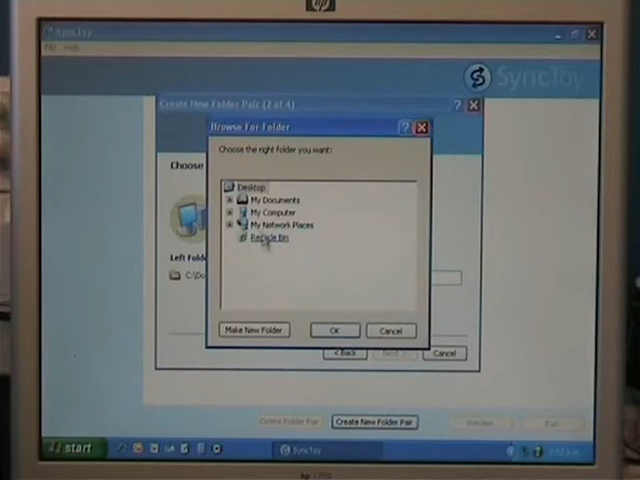 hp
SyncToy
File Help
SyncToy
Create New Folder Pair (2 of 4)
Browse For Folder
Choose the right folder you want:
Choose
Desktop
My Documents
My Computer
My Network Places
Recycle Bin
Left Folde
C:\Do
Make New Folder
OK
Cancel
< Back
Next >
Cancel
Delete Folder Pair
Create New Folder Pair
Preview
Run
start
SyncToy
hp